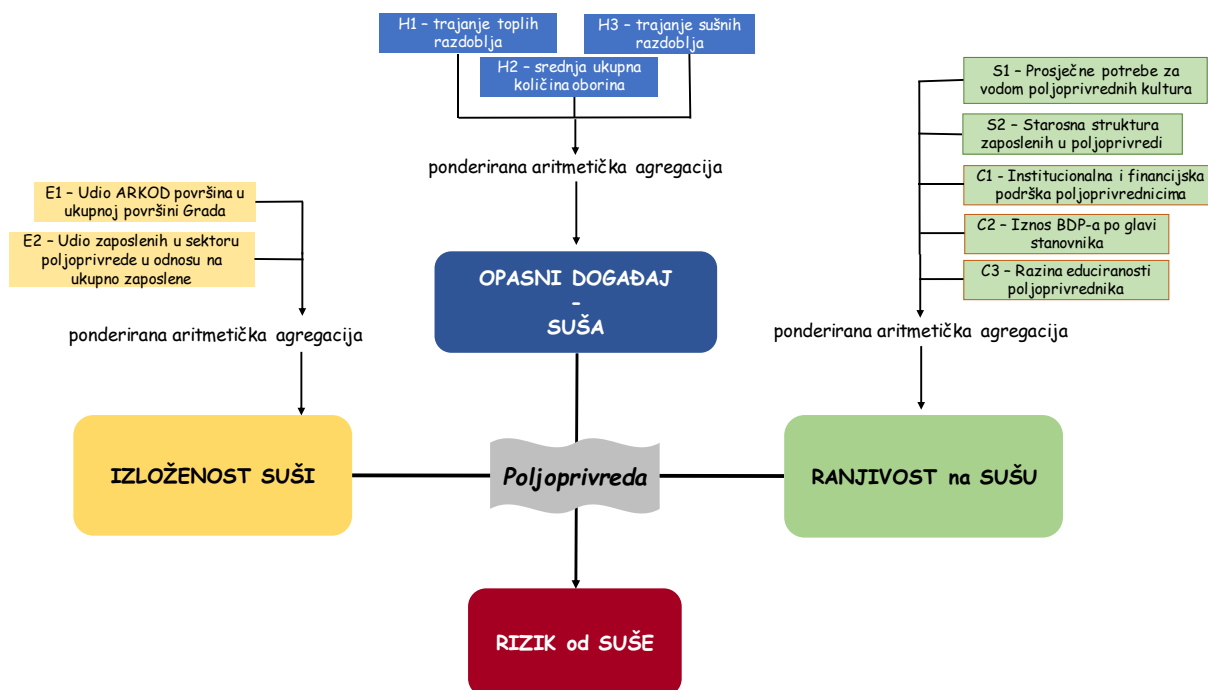 H1 – trajanje toplih
razdoblja
H3 – trajanje sušnih
razdoblja
H2 – srednja ukupna
količina oborina
ponderirana aritmetička agregacija
S1 – Prosječne potrebe za
vodom poljoprivrednih kultura
S2 – Starosna struktura
zaposlenih u poljoprivredi
C1 - Institucionalna i financijska
podrška poljoprivrednicima
C2 – Iznos BDP-a po glavi
stanovnika
C3 – Razina educiranosti
poljoprivrednika
E1 – Udio ARKOD površina u
ukupnoj površini Grada
E2 – Udio zaposlenih u sektoru
poljoprivrede u odnosu na
ukupno zaposlene
OPASNI DOGAĐAJ
–
SUŠA
ponderirana aritmetička agregacija
ponderirana aritmetička agregacija
IZLOŽENOST SUŠI
Poljoprivreda
RANJIVOST na SUŠU
RIZIK od SUŠE